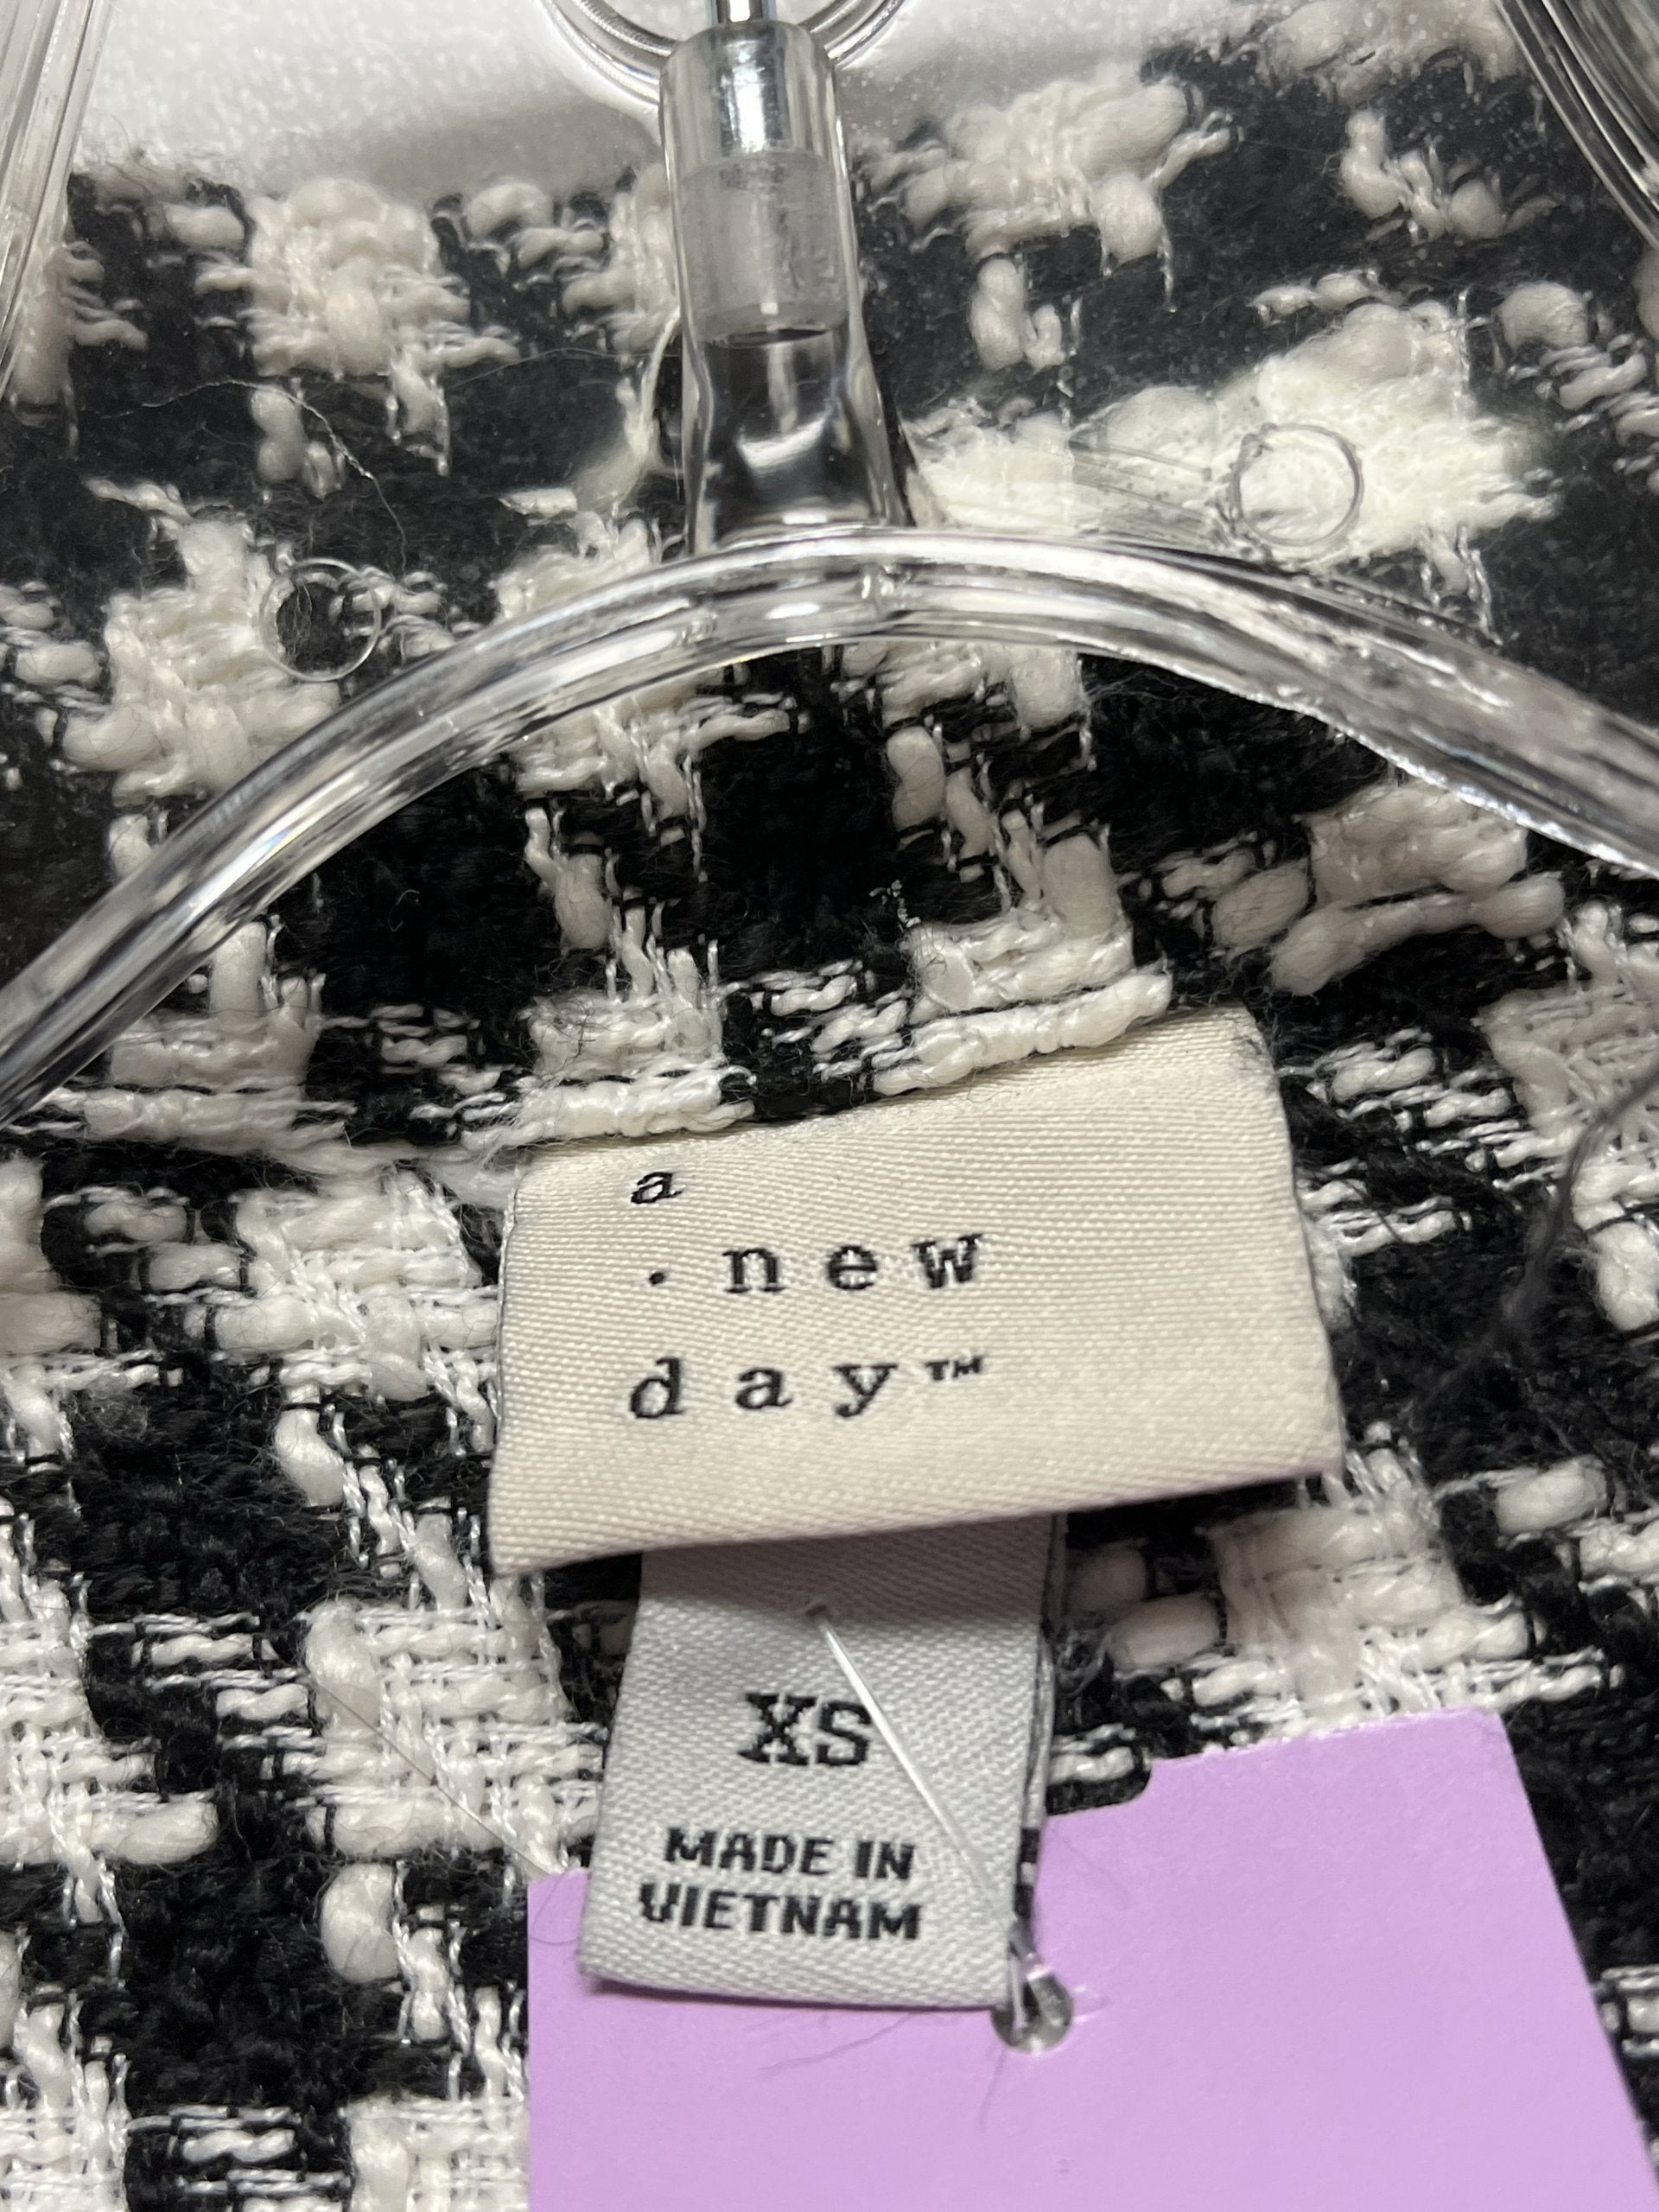 a
· new
day™
XS
MADE IN
VIETNAM